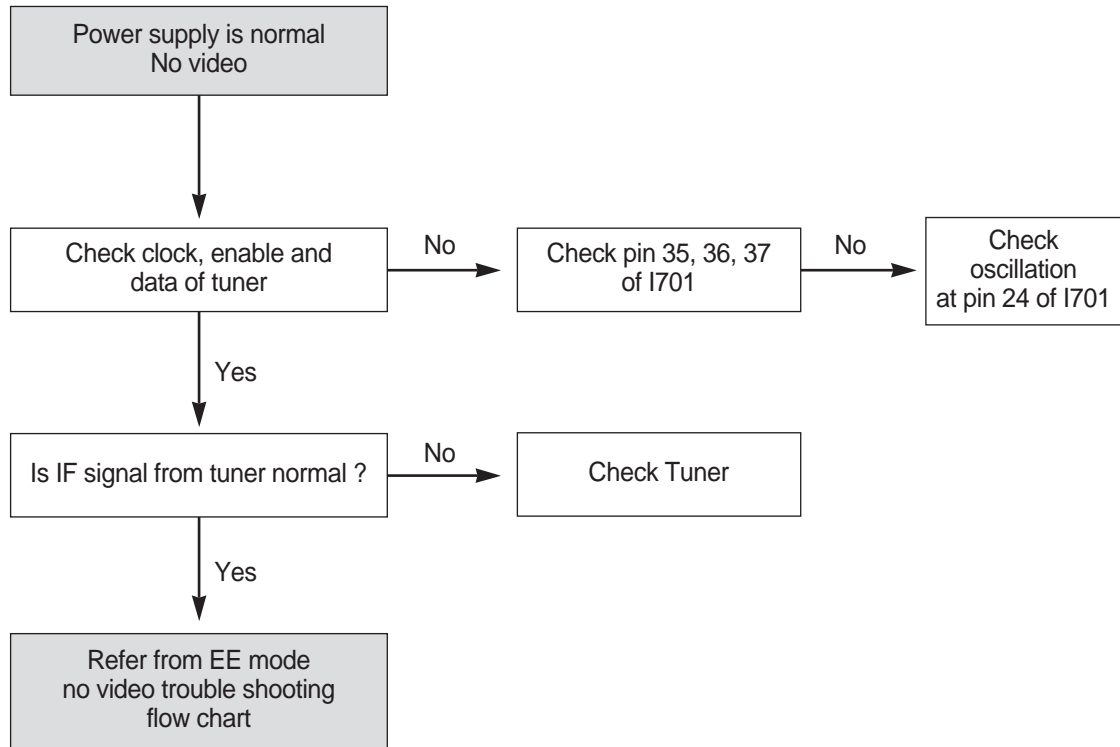 Power supply is normal
No video
Check clock, enable and
data of tuner
No
Check pin 35, 36, 37
of I701
No
Check
oscillation
at pin 24 of I701
Yes
Is IF signal from tuner normal ?
No
Check Tuner
Yes
Refer from EE mode
no video trouble shooting
flow chart